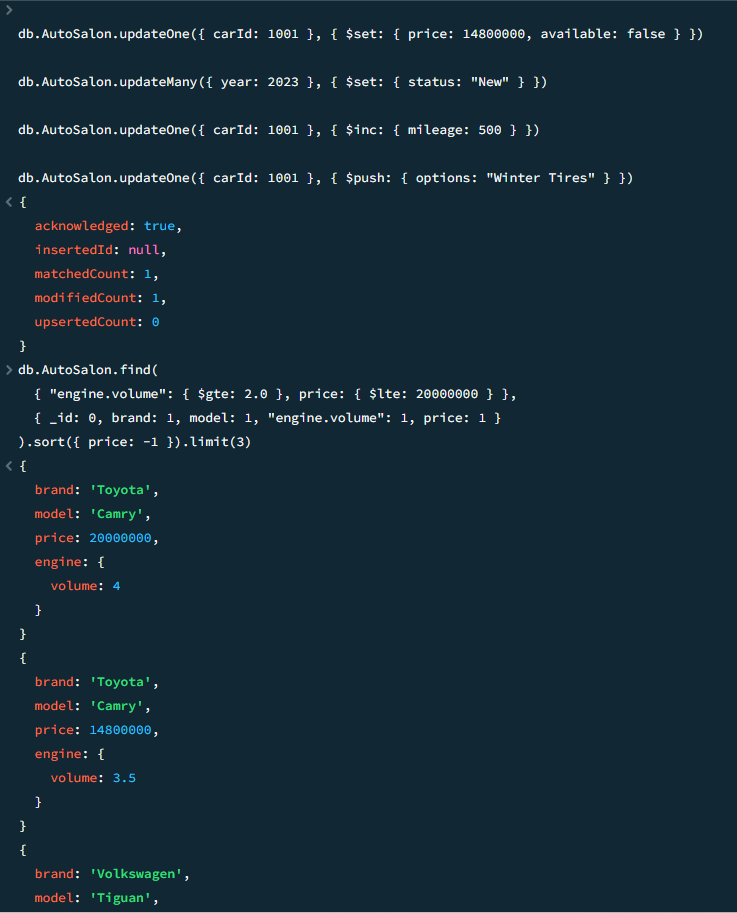 >
db.AutoSalon.updateOne({ carId: 1001 }, { $set: { price: 14800000, available: false } })
db.AutoSalon.updateMany({ year: 2023 }, { $set: { status: "New" } })
db.AutoSalon.updateOne({ carId: 1001 }, { $inc: { mileage: 500 } })
db.AutoSalon.updateOne({ carId: 1001 }, { $push: { options: "Winter Tires" } })
< {
acknowledged: true,
insertedId: null,
matchedCount: 1,
modifiedCount: 1,
upsertedCount: 0
}
> db.AutoSalon.find(
{ "engine.volume": { $gte: 2.0 }, price: { $lte: 20000000 } },
{ _id: 0, brand: 1, model: 1, "engine.volume": 1, price: 1 }
).sort({ price: -1 }).limit(3)
< {
brand: 'Toyota',
model: 'Camry',
price: 20000000,
engine: {
volume: 4
}
}
{
brand: 'Toyota',
model: 'Camry',
price: 14800000,
engine: {
volume: 3.5
}
}
{
brand: 'Volkswagen',
model: 'Tiguan',